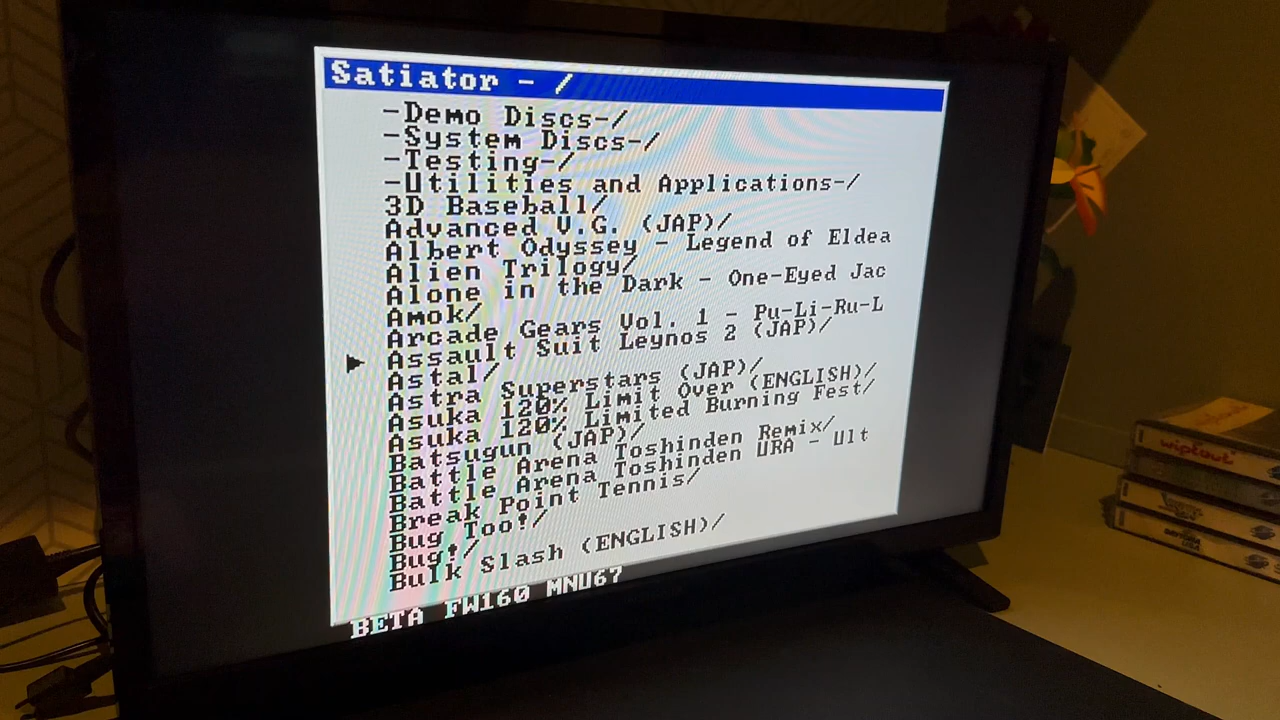 Satiator - /
-Demo Discs-/
-System Discs-/
-Testing-/
-Utilities and Applications-/
3D Baseball/
Advanced V.G. (JAP)/
Albert Odyssey - Legend of Eldea
Alien Trilogy/
Alone in the Dark - One-Eyed Jac
Amok/
Arcade Gears Vol. 1 - Pu-Li-Ru-L
Assault Suit Leynos 2 (JAP)/
Astal/
Astra Superstars (JAP)/
Asuka 120% Limit Over (ENGLISH)/
Asuka 120% Limited Burning Fest/
Batsugun (JAP)/
Battle Arena Toshinden Remix/
Battle Arena Toshinden URA - Ult
Break Point Tennis/
Bug Too!/
Bug!/
Bulk Slash (ENGLISH)/
BETA FW160 MNU67
wipEout
DAYTONA USA